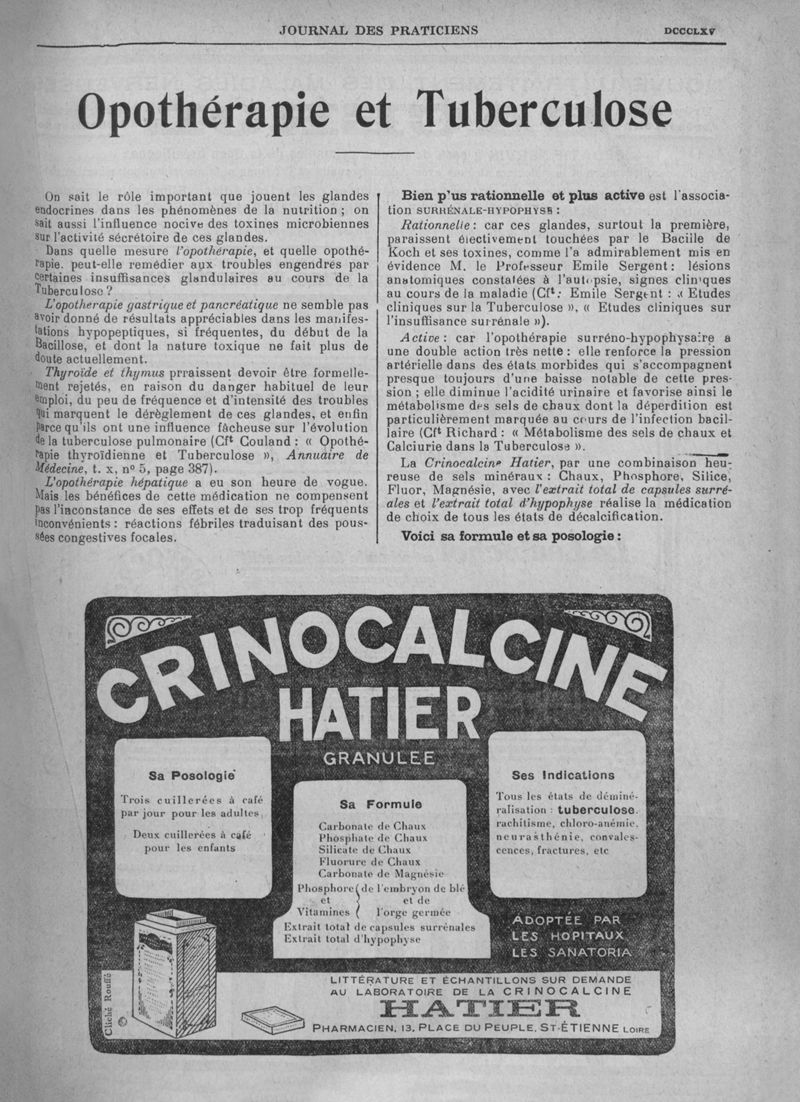 JOURNAL DES PRATICIENS
DCCCLXV
Opothérapie et Tuberculose
On sait le rôle important que jouent les glandes
endocrines dans les phénomènes de la nutrition ; on
sait aussi l'influence nocive des toxines microbiennes
sur l'activité sécrétoire de ces glandes.
Dans quelle mesure l'opothérapie, et quelle opothé-
rapie. peut-elle remédier aux troubles engendres par
certaines insuffisances glandulaires au cours de la
Tuberculose ?
L'opotherapie gastrique et pancréatique ne semble pas
avoir donné de résultats appréciables dans les manifes-
tations hypopeptiques, si fréquentes, du début de la
Bacillose, et dont la nature toxique ne fait plus de
doute actuellement.
Thyroïde et thymus prraissent devoir être formelle-
ment rejetés, en raison du danger habituel de leur
emploi, du peu de fréquence et d'intensité des troubles
qui marquent le dérèglement de ces glandes, et enfin
parce qu'ils ont une influence fâcheuse sur l'évolution
de la tuberculose pulmonaire (Cft Couland : « Opothé-
rapie thyroïdienne et Tuberculose », Annuaire de
Médecine, t. x, n° 5, page 387).
L'opothérapie hépatique a eu son heure de vogue.
Mais les bénéfices de cette médication ne compensent
pas l'inconstance de ses effets et de ses trop fréquents
inconvénients : réactions fébriles traduisant des pous-
sées congestives focales.
Bien p'us rationnelle et plus active est l'associa-
tion SURRÉNALE-HYPOPHYSE :
Rationnelle : car ces glandes, surtout la première,
paraissent électivement touchées par le Bacille de
Koch et ses toxines, comme l'a admirablement mis en
évidence M. le Professeur Emile Sergent : lésions
anatomiques constatées à l'autopsie, signes cliniques
au cours de la maladie (Cft : Emile Sergent : « Etudes
cliniques sur la Tuberculose », « Etudes cliniques sur
l'insuffisance surrénale »).
Active : car l'opothérapie surréno-hypophysaire a
une double action très nette : elle renforce la pression
artérielle dans des états morbides qui s'accompagnent
presque toujours d'une baisse notable de cette pres-
sion ; elle diminue l'acidité urinaire et favorise ainsi le
métabolisme des sels de chaux dont la déperdition est
particulièrement marquée au cours de l'infection bacil-
laire (Cft Richard : « Métabolisme des sels de chaux et
Calciurie dans la Tuberculose ».
La Crinocalcine Hatier, par une combinaison heu-
reuse de sels minéraux : Chaux, Phosphore, Silice,
Fluor, Magnésie, avec l'extrait total de capsules surré-
ales et l'extrait total d'hypophyse réalise la médication
de choix de tous les états de décalcification.
Voici sa formule et sa posologie :
CRINOCALCINE
HATIER
GRANULEE
Sa Posologie
Trois cuillerées à café
par jour pour les adultes,
Deux cuillerées à café
pour les enfants
Sa Formule
Carbonate de Chaux
Phosphate de Chaux
Silicate de Chaux
Fluorure de Chaux
Carbonate de Magnésie
Phosphore ( de l'embryon de blé
et ) et de
Vitamines ( l'orge germée
Extrait total de capsules surrénales
Extrait total d'hypophyse
Ses Indications
Tous les états de déminé-
ralisation : tuberculose.
rachitisme, chloro-anémie,
neurasthénie, convales-
cences, fractures, etc
ADOPTÉE PAR
LES HOPITAUX
LES SANATORIA
Cliché Rouffé
©
LITTÉRATURE ET ÉCHANTILLONS SUR DEMANDE
AU LABORATOIRE DE LA CRINOCALCINE
HATIER
PHARMACIEN, 13, PLACE DU PEUPLE, ST-ÉTIENNE LOIRE